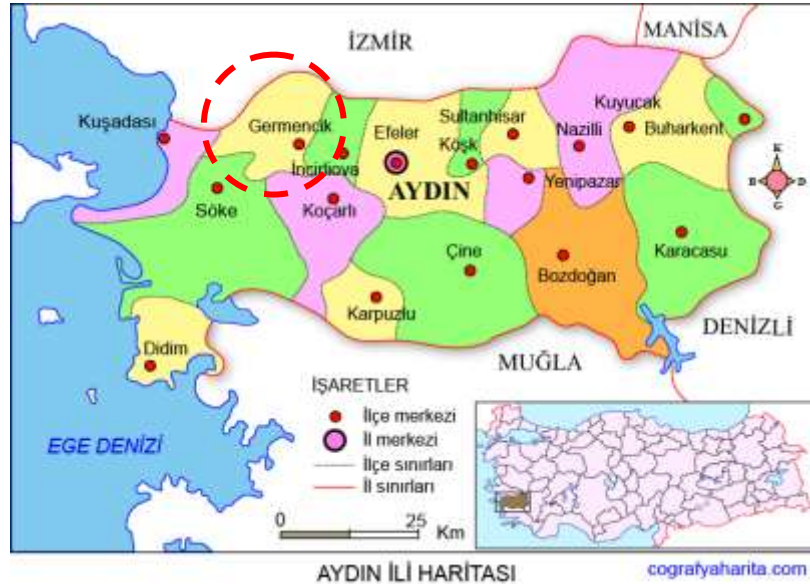 İZMİR
MANİSA
Kuşadası
Germencik
İncirliova
Efeler
AYDIN
Sultanhisar
Köşk
Nazilli
Kuyucak
Buharkent
Yenipazar
K
B D
G
Söke
Koçarlı
Çine
Bozdoğan
Karacasu
Karpuzlu
Didim
DENİZLİ
MUĞLA
EGE DENİZİ
İŞARETLER
İlçe merkezi
İl merkezi
İlçe sınırları
İl sınırları
0 25
Km
AYDIN İLİ HARİTASI
cografyaharita.com